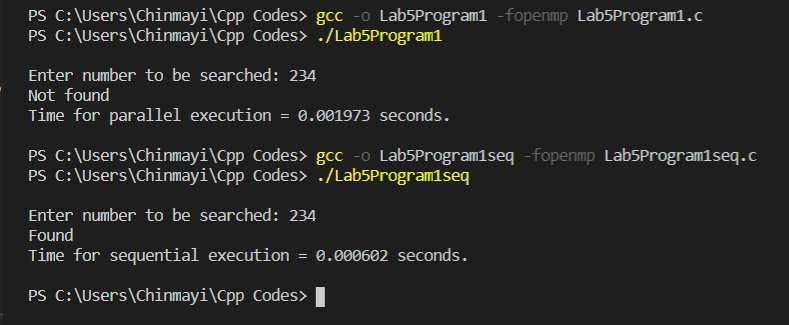 PS C:\Users\Chinmayi\Cpp Codes> gcc -o Lab5Program1 -fopenmp Lab5Program1.c
PS C:\Users\Chinmayi\Cpp Codes> ./Lab5Program1
Enter number to be searched: 234
Not found
Time for parallel execution = 0.001973 seconds.
PS C:\Users\Chinmayi\Cpp Codes> gcc -o Lab5Program1seq -fopenmp Lab5Program1seq.c
PS C:\Users\Chinmayi\Cpp Codes> ./Lab5Program1seq
Enter number to be searched: 234
Found
Time for sequential execution = 0.000602 seconds.
PS C:\Users\Chinmayi\Cpp Codes>